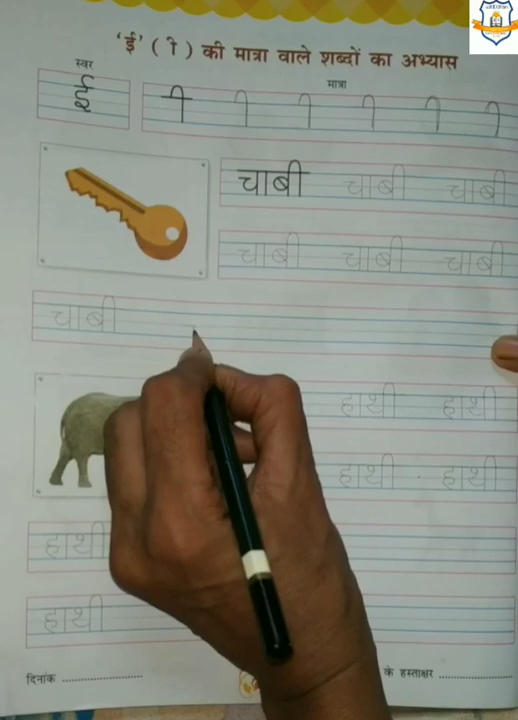 'ई' ( ी ) की मात्रा वाले शब्दों का अभ्यास
स्वर
मात्रा
ई
ी ी ी ी ी ी
चाबी चाबी चाबी
चाबी चाबी चाबी
चाबी
हाथी हाथी
हाथी हाथी
हाथी
हाथी
दिनांक ........................ के हस्ताक्षर ........................